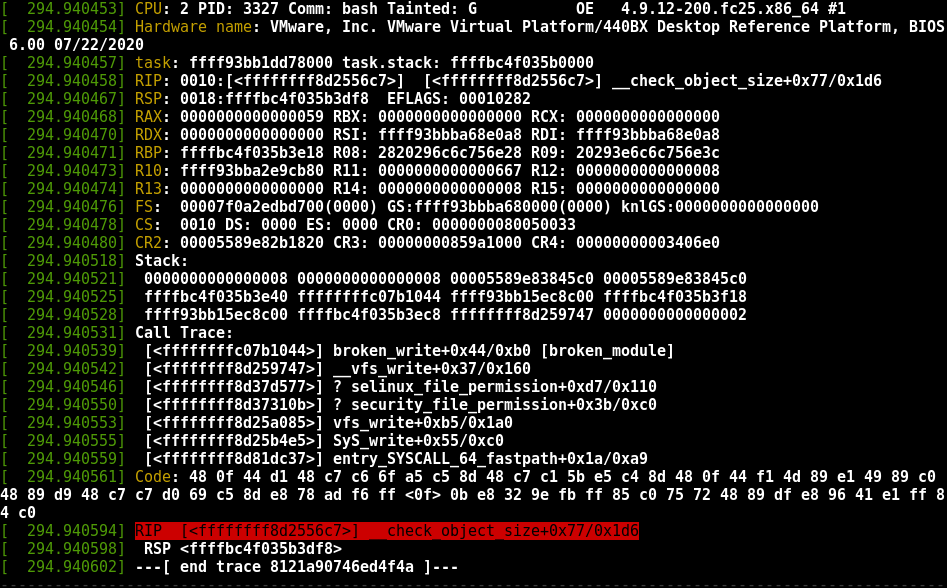 [  294.940453] CPU: 2 PID: 3327 Comm: bash Tainted: G           OE   4.9.12-200.fc25.x86_64 #1
[  294.940454] Hardware name: VMware, Inc. VMware Virtual Platform/440BX Desktop Reference Platform, BIOS
 6.00 07/22/2020
[  294.940457] task: ffff93bb1dd78000 task.stack: ffffbc4f035b0000
[  294.940458] RIP: 0010:[<ffffffff8d2556c7>]  [<ffffffff8d2556c7>] __check_object_size+0x77/0x1d6
[  294.940467] RSP: 0018:ffffbc4f035b3df8  EFLAGS: 00010282
[  294.940468] RAX: 0000000000000059 RBX: 0000000000000000 RCX: 0000000000000000
[  294.940470] RDX: 0000000000000000 RSI: ffff93bbba68e0a8 RDI: ffff93bbba68e0a8
[  294.940471] RBP: ffffbc4f035b3e18 R08: 2820296c6c756e28 R09: 20293e6c6c756e3c
[  294.940473] R10: ffff93bba2e9cb80 R11: 0000000000000667 R12: 0000000000000008
[  294.940474] R13: 0000000000000000 R14: 0000000000000008 R15: 0000000000000000
[  294.940476] FS:  00007f0a2edbd700(0000) GS:ffff93bbba680000(0000) knlGS:0000000000000000
[  294.940478] CS:  0010 DS: 0000 ES: 0000 CR0: 0000000080050033
[  294.940480] CR2: 00005589e82b1820 CR3: 00000000859a1000 CR4: 00000000003406e0
[  294.940518] Stack:
[  294.940521]  0000000000000008 0000000000000008 00005589e83845c0 00005589e83845c0
[  294.940525]  ffffbc4f035b3e40 ffffffffc07b1044 ffff93bb15ec8c00 ffffbc4f035b3f18
[  294.940528]  ffff93bb15ec8c00 ffffbc4f035b3ec8 ffffffff8d259747 0000000000000002
[  294.940531] Call Trace:
[  294.940539]  [<ffffffffc07b1044>] broken_write+0x44/0xb0 [broken_module]
[  294.940542]  [<ffffffff8d259747>] __vfs_write+0x37/0x160
[  294.940546]  [<ffffffff8d37d577>] ? selinux_file_permission+0xd7/0x110
[  294.940550]  [<ffffffff8d37310b>] ? security_file_permission+0x3b/0xc0
[  294.940553]  [<ffffffff8d25a085>] vfs_write+0xb5/0x1a0
[  294.940555]  [<ffffffff8d25b4e5>] SyS_write+0x55/0xc0
[  294.940559]  [<ffffffff8d81dc37>] entry_SYSCALL_64_fastpath+0x1a/0xa9
[  294.940561] Code: 48 0f 44 d1 48 c7 c6 6f a5 c5 8d 48 c7 c1 5b e5 c4 8d 48 0f 44 f1 4d 89 e1 49 89 c0
48 89 d9 48 c7 c7 d0 69 c5 8d e8 78 ad f6 ff <0f> 0b e8 32 9e fb ff 85 c0 75 72 48 89 df e8 96 41 e1 ff 8
4 c0
[  294.940594] RIP  [<ffffffff8d2556c7>] __check_object_size+0x77/0x1d6
[  294.940598]  RSP <ffffbc4f035b3df8>
[  294.940602] ---[ end trace 8121a90746ed4f4a ]---